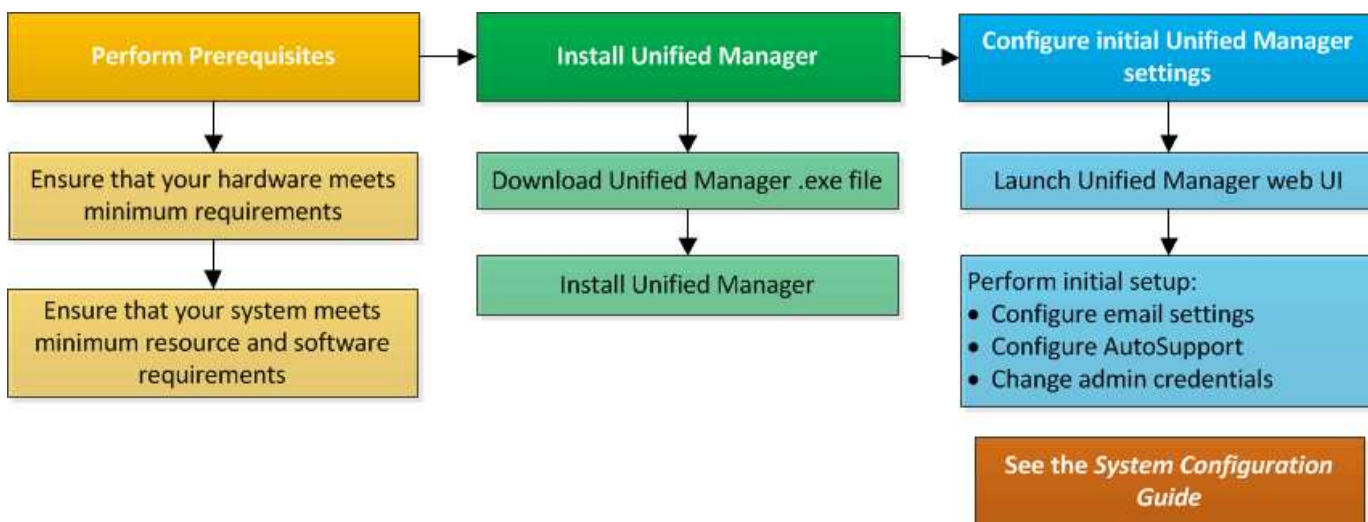 Perform Prerequisites
Ensure that your hardware meets
minimum requirements
Ensure that your system meets
minimum resource and software
requirements
Install Unified Manager
Download Unified Manager .exe file
Install Unified Manager
Configure initial Unified Manager
settings
Launch Unified Manager web UI
Perform initial setup:
• Configure email settings
• Configure AutoSupport
• Change admin credentials
See the System Configuration
Guide